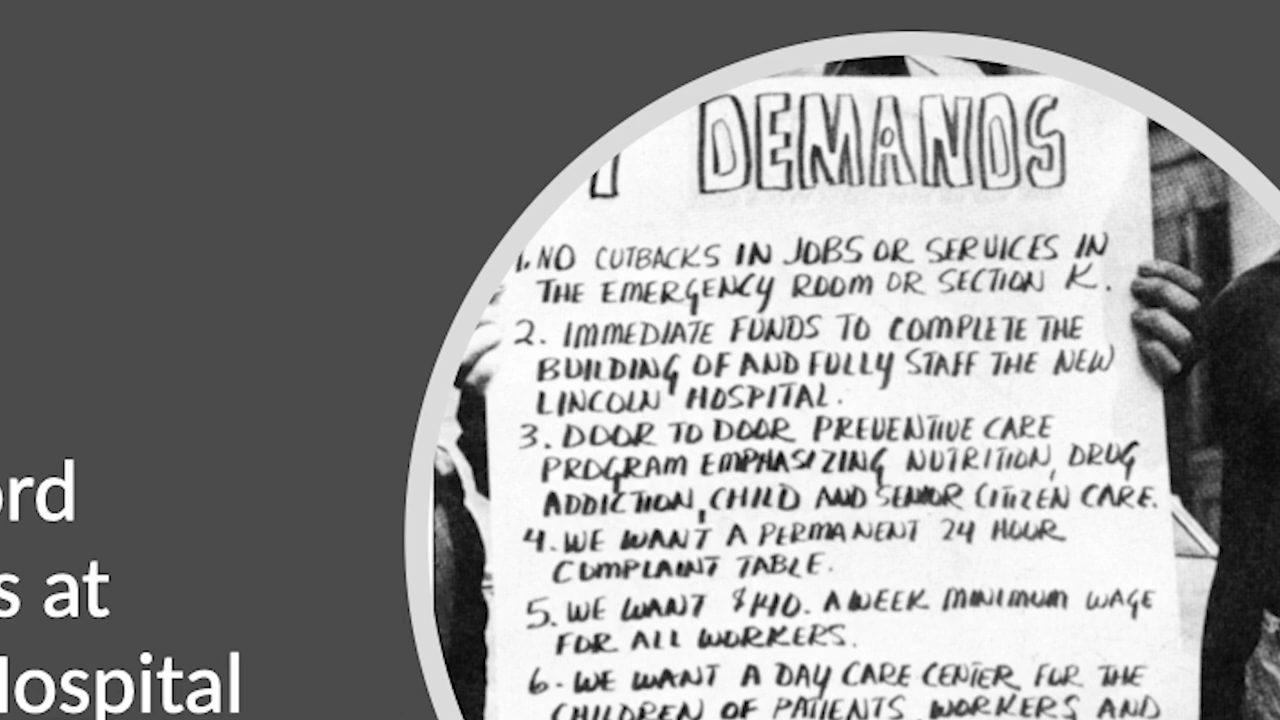 DEMANDS
1. NO CUTBACKS IN JOBS OR SERVICES IN
THE EMERGENCY ROOM OR SECTION K.
2. IMMEDIATE FUNDS TO COMPLETE THE
BUILDING OF AND FULLY STAFF THE NEW
LINCOLN HOSPITAL.
3. DOOR TO DOOR PREVENTIVE CARE
PROGRAM EMPHASIZING NUTRITION, DRUG
ADDICTION, CHILD AND SENIOR CITIZEN CARE.
4. WE WANT A PERMANENT 24 HOUR
COMPLAINT TABLE.
5. WE WANT $140. A WEEK MINIMUM WAGE
FOR ALL WORKERS.
6. WE WANT A DAY CARE CENTER FOR THE
CHILDREN OF PATIENTS, WORKERS AND
ord
s at
Hospital